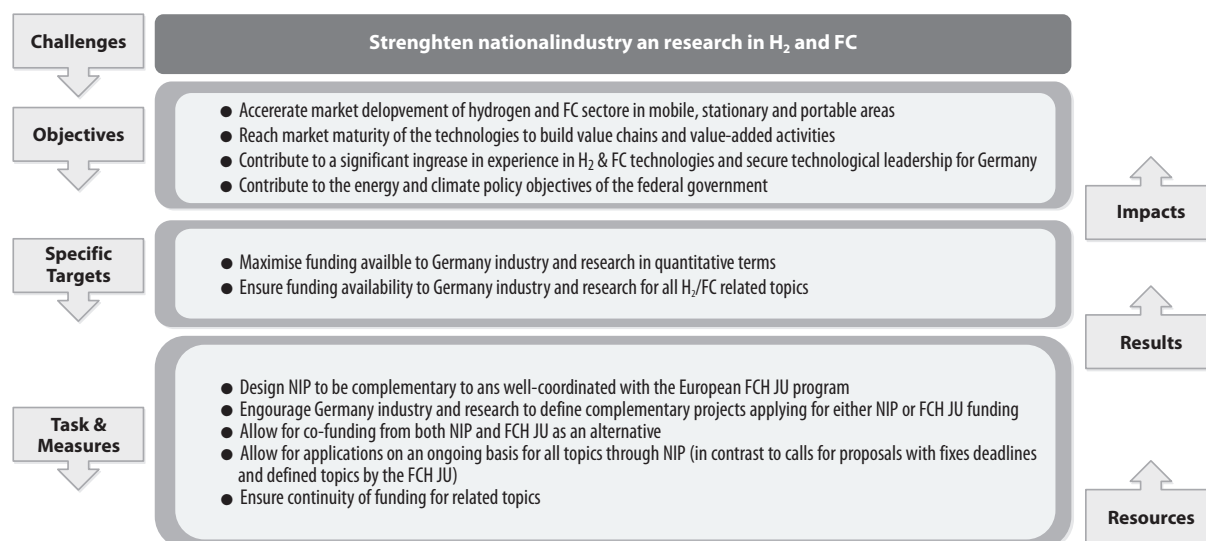 Challenges
Strenghten nationalindustry an research in H₂ and FC
Objectives
● Accererate market delopvement of hydrogen and FC sectore in mobile, stationary and portable areas
● Reach market maturity of the technologies to build value chains and value-added activities
● Contribute to a significant ingrease in experience in H₂ & FC technologies and secure technological leadership for Germany
● Contribute to the energy and climate policy objectives of the federal government
Impacts
Specific
Targets
● Maximise funding availble to Germany industry and research in quantitative terms
● Ensure funding availability to Germany industry and research for all H₂/FC related topics
Results
Task &
Measures
● Design NIP to be complementary to ans well-coordinated with the European FCH JU program
● Engourage Germany industry and research to define complementary projects applying for either NIP or FCH JU funding
● Allow for co-funding from both NIP and FCH JU as an alternative
● Allow for applications on an ongoing basis for all topics through NIP (in contrast to calls for proposals with fixes deadlines
and defined topics by the FCH JU)
● Ensure continuity of funding for related topics
Resources